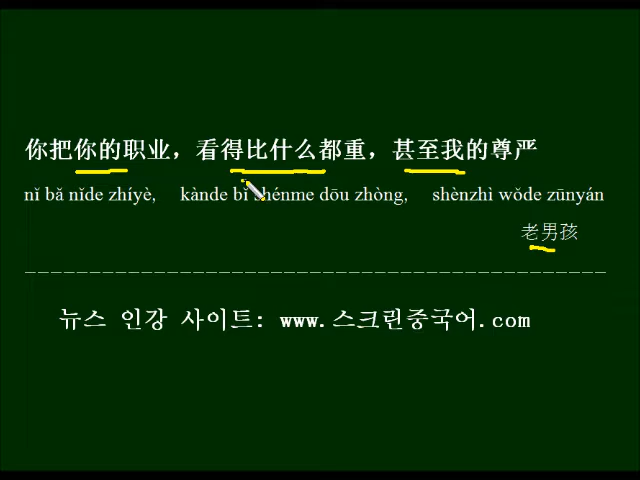 你把你的职业，看得比什么都重，甚至我的尊严
nǐ bǎ nǐde zhíyè, kànde bǐ shénme dōu zhòng, shènzhì wǒde zūnyán
老男孩
뉴스 인강 사이트: www.스크린중국어.com